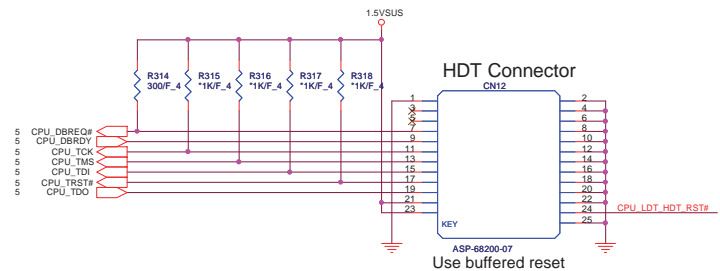 1.5VSUS
HDT Connector
CN12
R314
300/F_4
R315
*1K/F_4
R316
*1K/F_4
R317
*1K/F_4
R318
*1K/F_4
1 2
3 4
5 6
5 CPU_DBREQ# 7 8
5 CPU_DBRDY 9 10
5 CPU_TCK 11 12
5 CPU_TMS 13 14
5 CPU_TDI 15 16
5 CPU_TRST# 17 18
5 CPU_TDO 19 20
21 22
23 24 CPU_LDT_HDT_RST#
KEY 25
ASP-68200-07
Use buffered reset